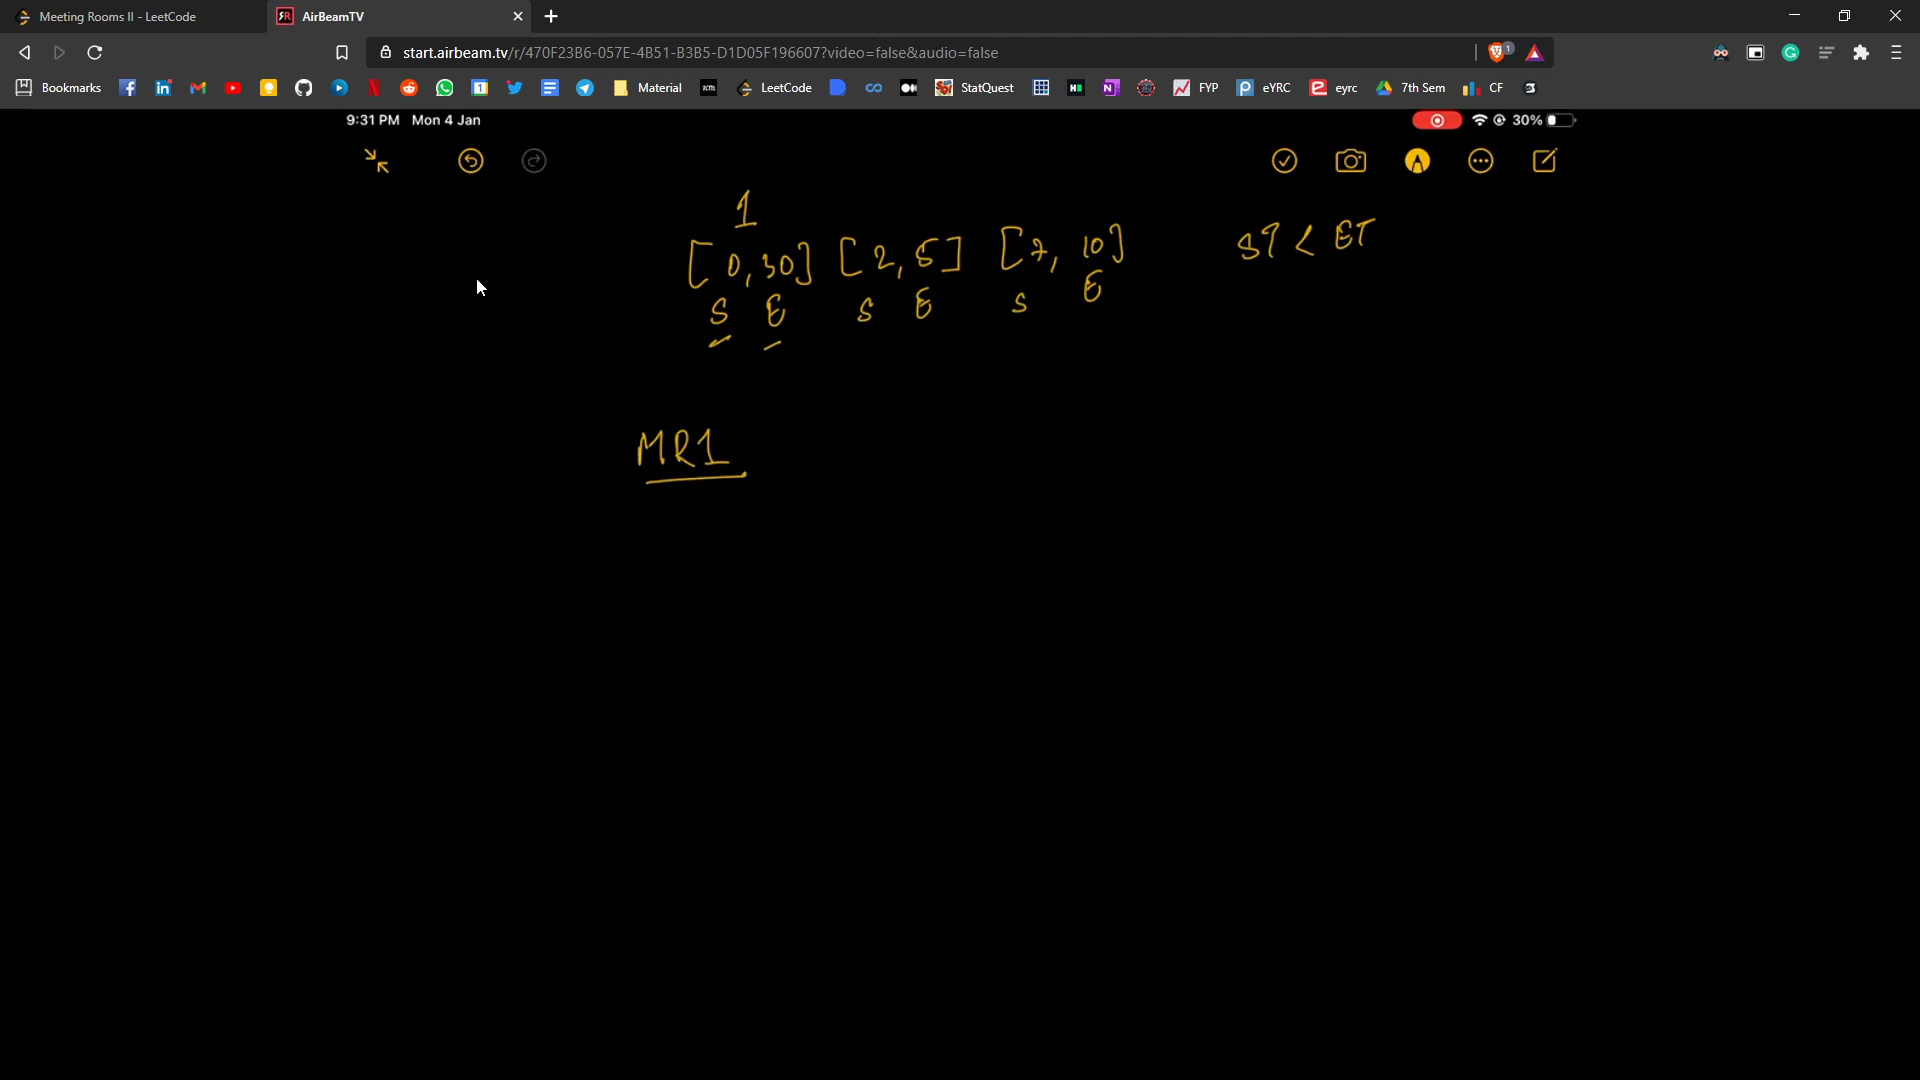 Meeting Rooms II - LeetCode
AirBeamTV
start.airbeam.tv/r/470F23B6-057E-4B51-B3B5-D1D05F196607?video=false&audio=false
1
Bookmarks
Material
LeetCode
StatQuest
FYP
eYRC
eyrc
7th Sem
CF
9:31 PM Mon 4 Jan
30%
1
[0,30] [2,5] [7, 10]
ST < ET
S E S E S E
MR1